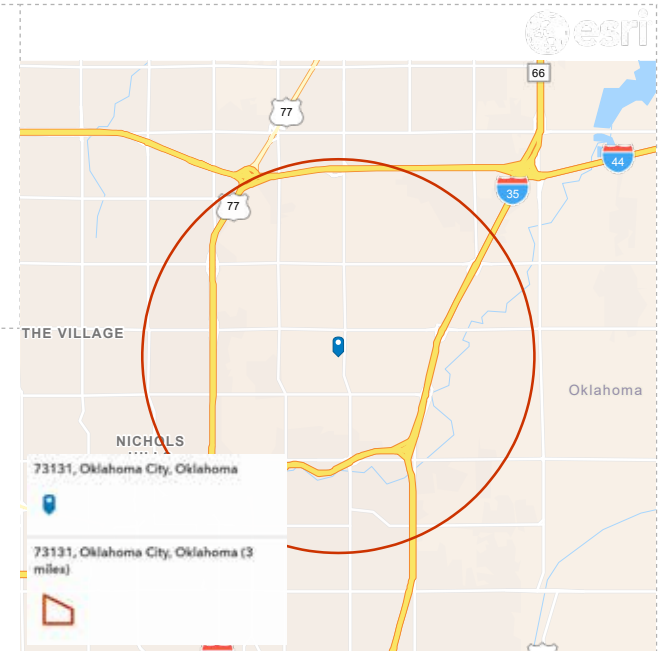 esri
66
77
44
35
77
THE VILLAGE
Oklahoma
NICHOLS
73131, Oklahoma City, Oklahoma
73131, Oklahoma City, Oklahoma (3
miles)